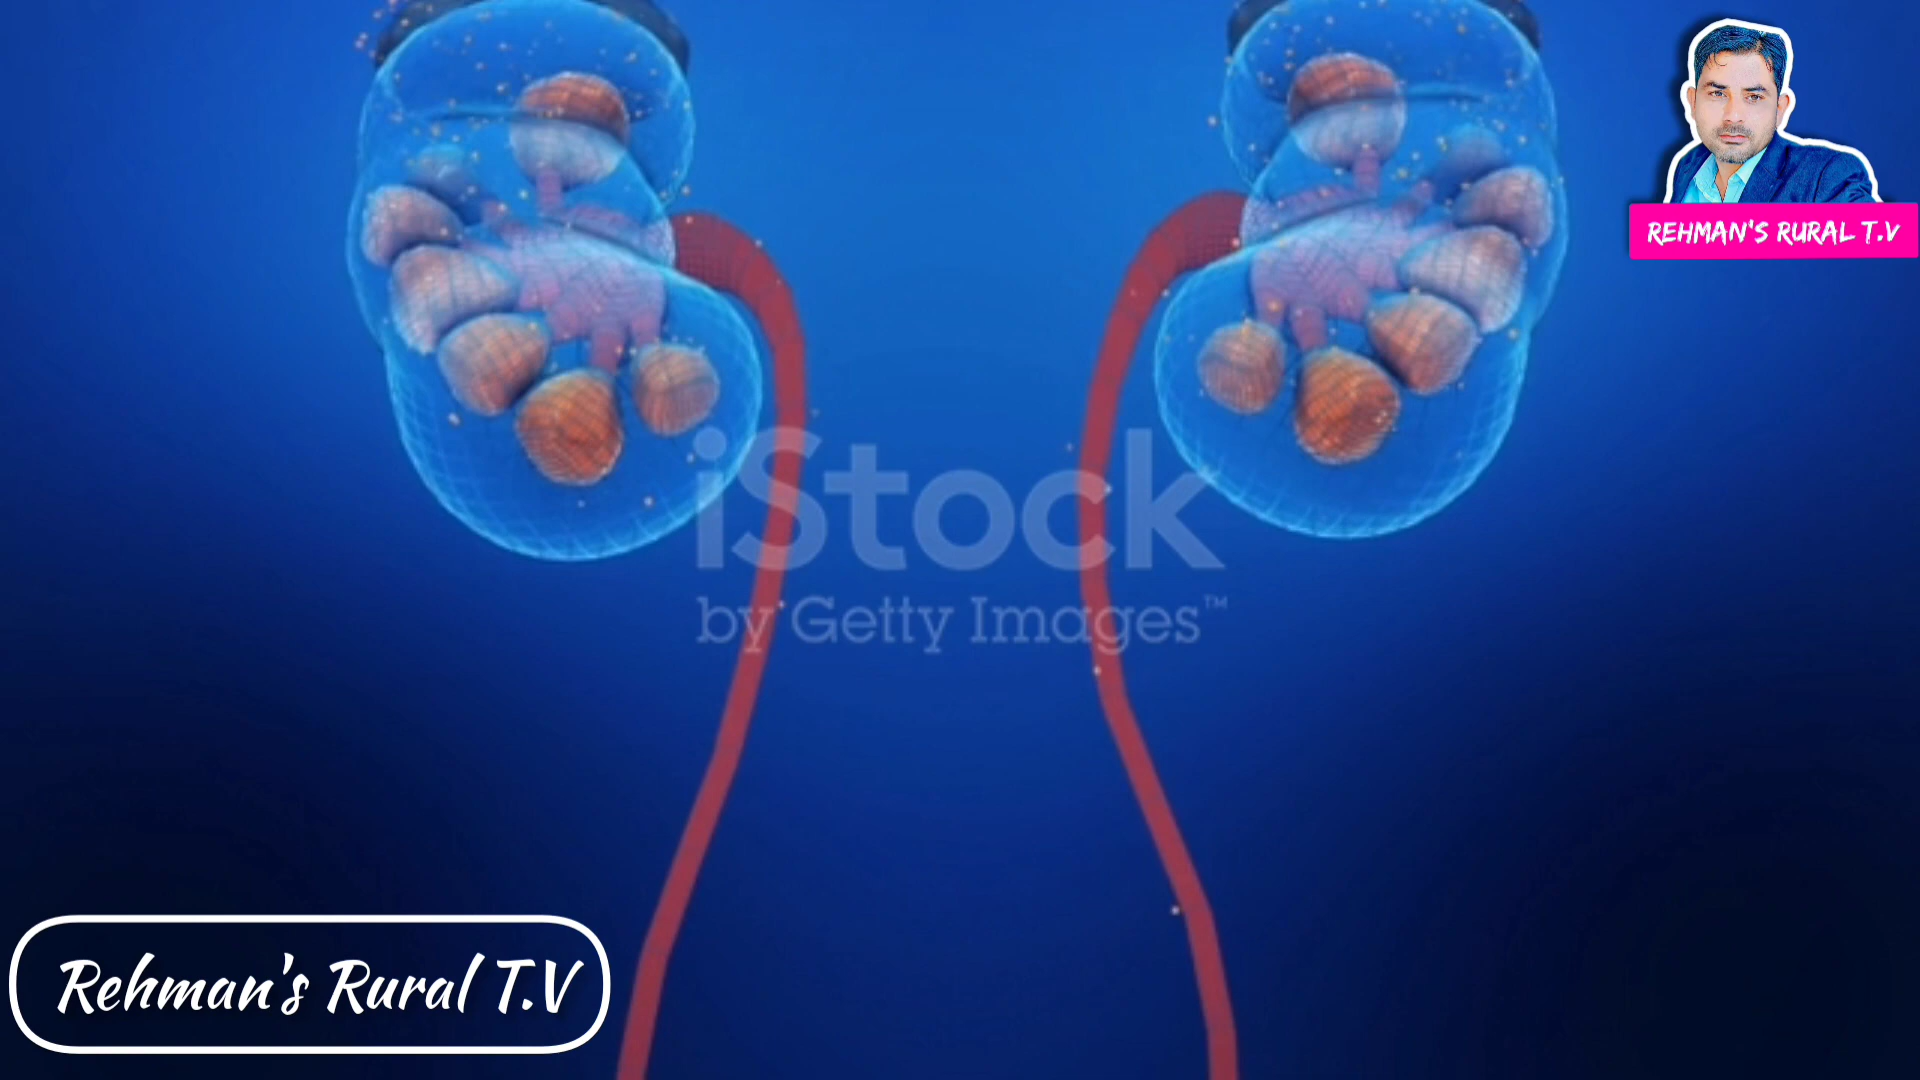 REHMAN'S RURAL T.V
iStock
by Getty Images™
Rehman's Rural T.V